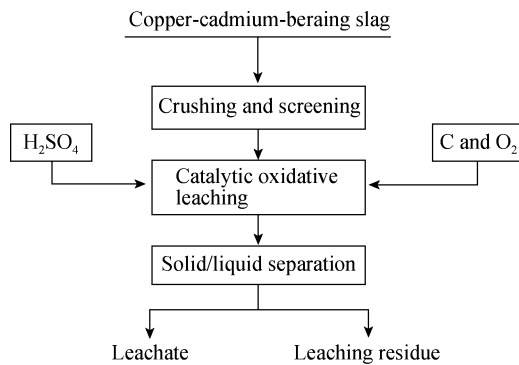 Copper-cadmium-beraing slag
Crushing and screening
H₂SO₄
C and O₂
Catalytic oxidative
leaching
Solid/liquid separation
Leachate
Leaching residue